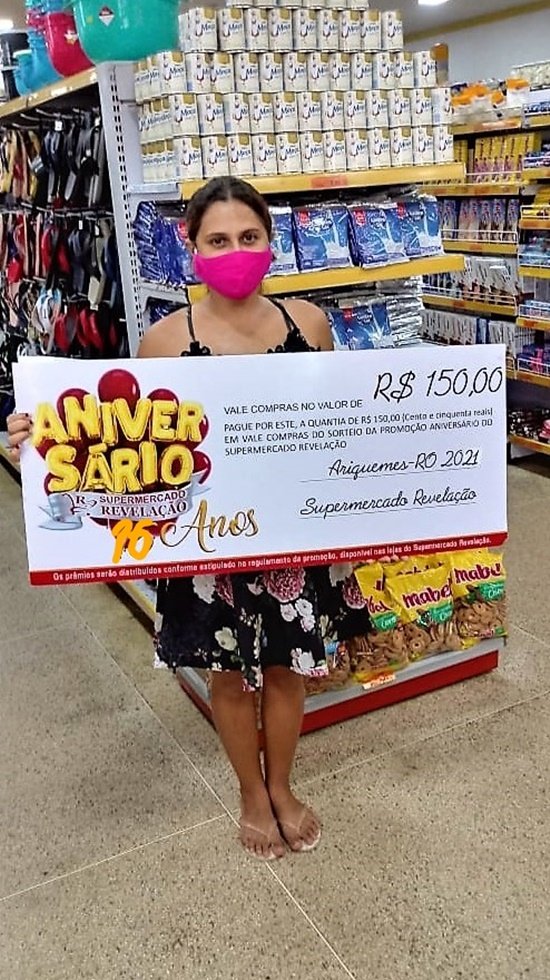 Moça
VALE COMPRAS NO VALOR DE R$ 150,00
PAGUE POR ESTE, A QUANTIA DE R$ 150,00 (Cento e cinquenta reais)
EM VALE COMPRAS DO SORTEIO DA PROMOÇÃO ANIVERSÁRIO DO
SUPERMERCADO REVELAÇÃO
Ariquemes-RO 2021
Supermercado Revelação
ANIVER
SÁRIO
SUPERMERCADO
REVELAÇÃO
16 Anos
Os prêmios serão distribuídos conforme estipulado no regulamento da promoção, disponível nas lojas do Supermercado Revelação.
mabel
mabel